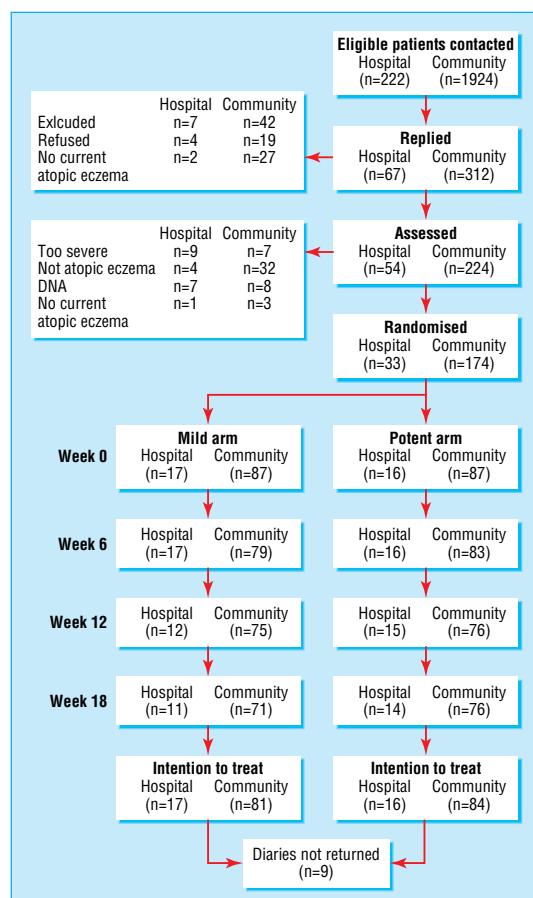 Eligible patients contacted
Hospital Community
(n=222) (n=1924)
Hospital Community
Exlcuded n=7 n=42
Refused n=4 n=19
No current n=2 n=27
atopic eczema
Replied
Hospital Community
(n=67) (n=312)
Hospital Community
Too severe n=9 n=7
Not atopic eczema n=4 n=32
DNA n=7 n=8
No current n=1 n=3
atopic eczema
Assessed
Hospital Community
(n=54) (n=224)
Randomised
Hospital Community
(n=33) (n=174)
Week 0
Mild arm
Hospital Community
(n=17) (n=87)
Potent arm
Hospital Community
(n=16) (n=87)
Week 6
Hospital Community
(n=17) (n=79)
Hospital Community
(n=16) (n=83)
Week 12
Hospital Community
(n=12) (n=75)
Hospital Community
(n=15) (n=76)
Week 18
Hospital Community
(n=11) (n=71)
Hospital Community
(n=14) (n=76)
Intention to treat
Hospital Community
(n=17) (n=81)
Intention to treat
Hospital Community
(n=16) (n=84)
Diaries not returned
(n=9)